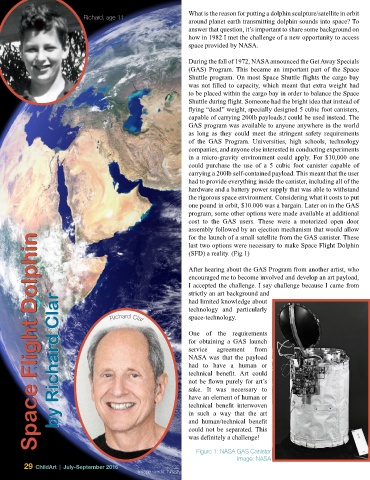 Richard, age 11
What is the reason for putting a dolphin sculpture/satellite in orbit
around planet earth transmitting dolphin sounds into space? To
answer that question, it's important to share some background on
how in 1982 I met the challenge of a new opportunity to access
space provided by NASA.
During the fall of 1972, NASA announced the Get Away Specials
(GAS) Program. This became an important part of the Space
Shuttle program. On most Space Shuttle flights the cargo bay
was not filled to capacity, which meant that extra weight had
to be placed within the cargo bay in order to balance the Space
Shuttle during flight. Someone had the bright idea that instead of
flying "dead" weight, specially designed 5 cubic foot canisters,
capable of carrying 200lb payloads,t could be used instead. The
GAS program was available to anyone anywhere in the world
as long as they could meet the stringent safety requirements
of the GAS Program. Universities, high schools, technology
companies, and anyone else interested in conducting experiments
in a micro-gravity environment could apply. For $10,000 one
could purchase the use of a 5 cubic foot canister capable of
carrying a 200lb self-contained payload. This meant that the user
had to provide everything inside the canister, including all of the
hardware and a battery power supply that was able to withstand
the rigorous space environment. Considering what it costs to put
one pound in orbit, $10,000 was a bargain. Later on in the GAS
program, some other options were made available at additional
cost to the GAS users. These were a motorized open door
assembly followed by an ejection mechanism that would allow
for the launch of a small satellite from the GAS canister. These
last two options were necessary to make Space Flight Dolphin
(SFD) a reality. (Fig 1)
After hearing about the GAS Program from another artist, who
encouraged me to become involved and develop an art payload,
I accepted the challenge. I say challenge because I came from
strictly an art background and
had limited knowledge about
technology and particularly
space-technology.
One of the requirements
for obtaining a GAS launch
service agreement from
NASA was that the payload
had to have a human or
technical benefit. Art could
not be flown purely for art's
sake. It was necessary to
have an element of human or
technical benefit interwoven
in such a way that the art
and human/technical benefit
could not be separated. This
was definitely a challenge!
Space Flight Dolphin
by Richard Clar
Richard Clar
Figure 1: NASA GAS Canister
Image: NASA
29 ChildArt | July-September 2016